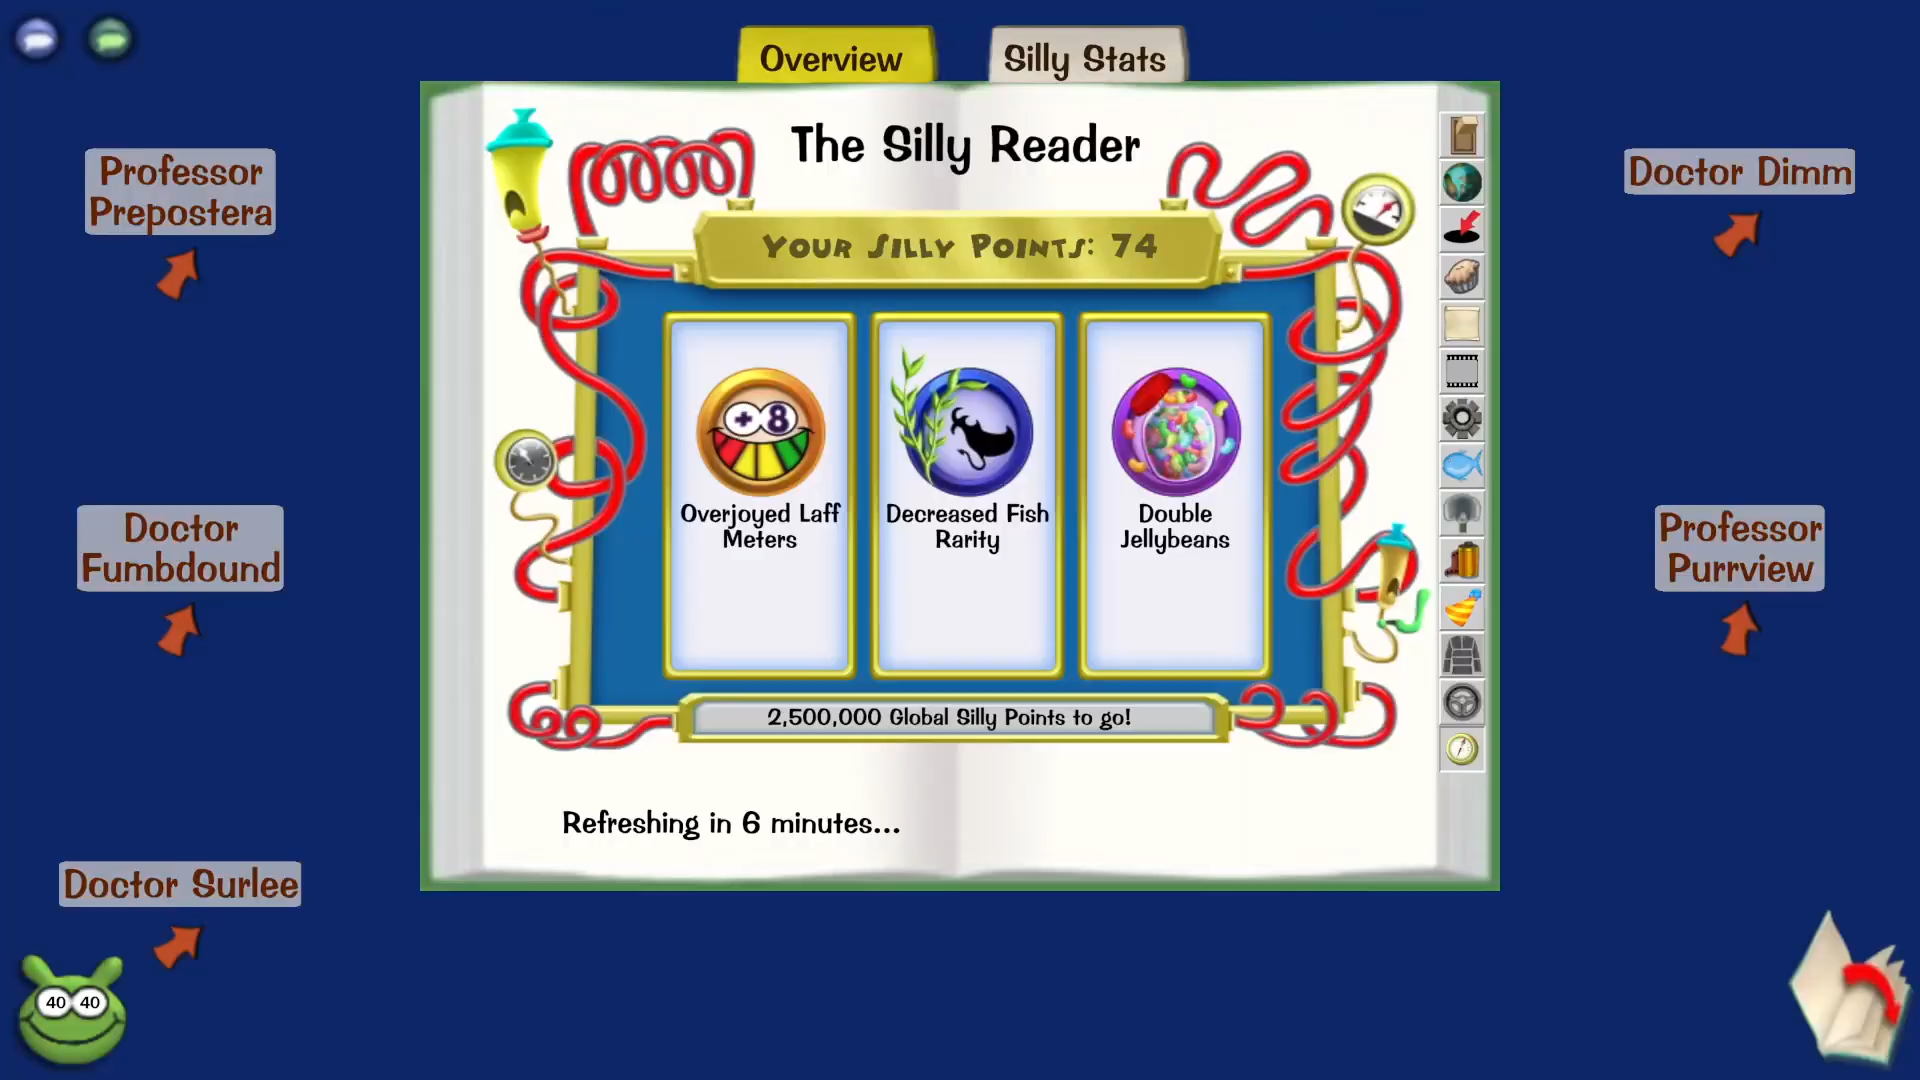 Overview
Silly Stats
The Silly Reader
Professor
Prepostera
Doctor Dimm
Your Silly Points: 74
+8
Overjoyed Laff
Meters
Decreased Fish
Rarity
Double
Jellybeans
Doctor
Fumbdound
Professor
Purrview
2,500,000 Global Silly Points to go!
Refreshing in 6 minutes...
Doctor Surlee
40 40